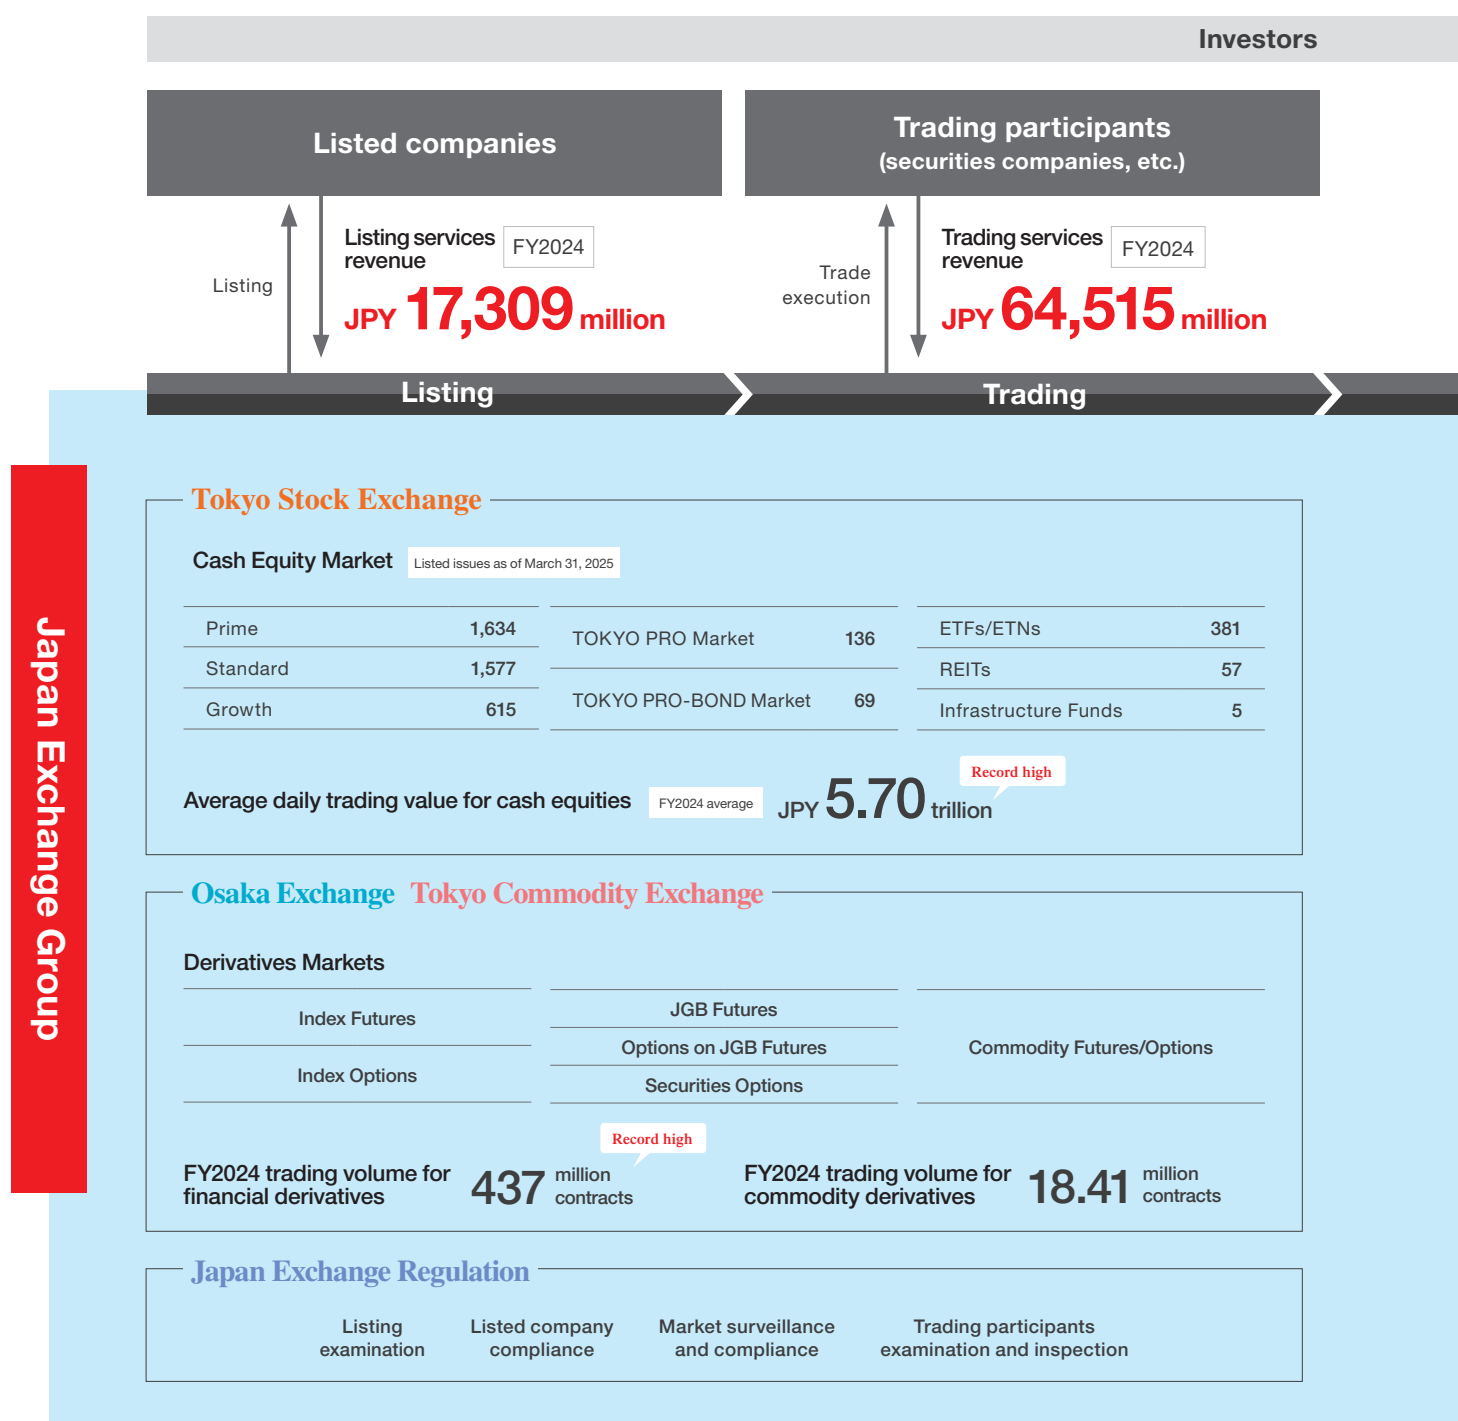 Investors
Listed companies
Trading participants
(securities companies, etc.)
Listing
Listing services
revenue
FY2024
JPY 17,309 million
Trade
execution
Trading services
revenue
FY2024
JPY 64,515 million
Listing
Trading
Japan Exchange Group
Tokyo Stock Exchange
Cash Equity Market
Listed issues as of March 31, 2025
Prime 1,634
Standard 1,577
Growth 615
TOKYO PRO Market 136
TOKYO PRO-BOND Market 69
ETFs/ETNs 381
REITs 57
Infrastructure Funds 5
Average daily trading value for cash equities
FY2024 average
JPY 5.70 trillion
Record high
Osaka Exchange Tokyo Commodity Exchange
Derivatives Markets
Index Futures
Index Options
JGB Futures
Options on JGB Futures
Securities Options
Commodity Futures/Options
Record high
FY2024 trading volume for
financial derivatives
437 million
contracts
FY2024 trading volume for
commodity derivatives
18.41 million
contracts
Japan Exchange Regulation
Listing
examination
Listed company
compliance
Market surveillance
and compliance
Trading participants
examination and inspection